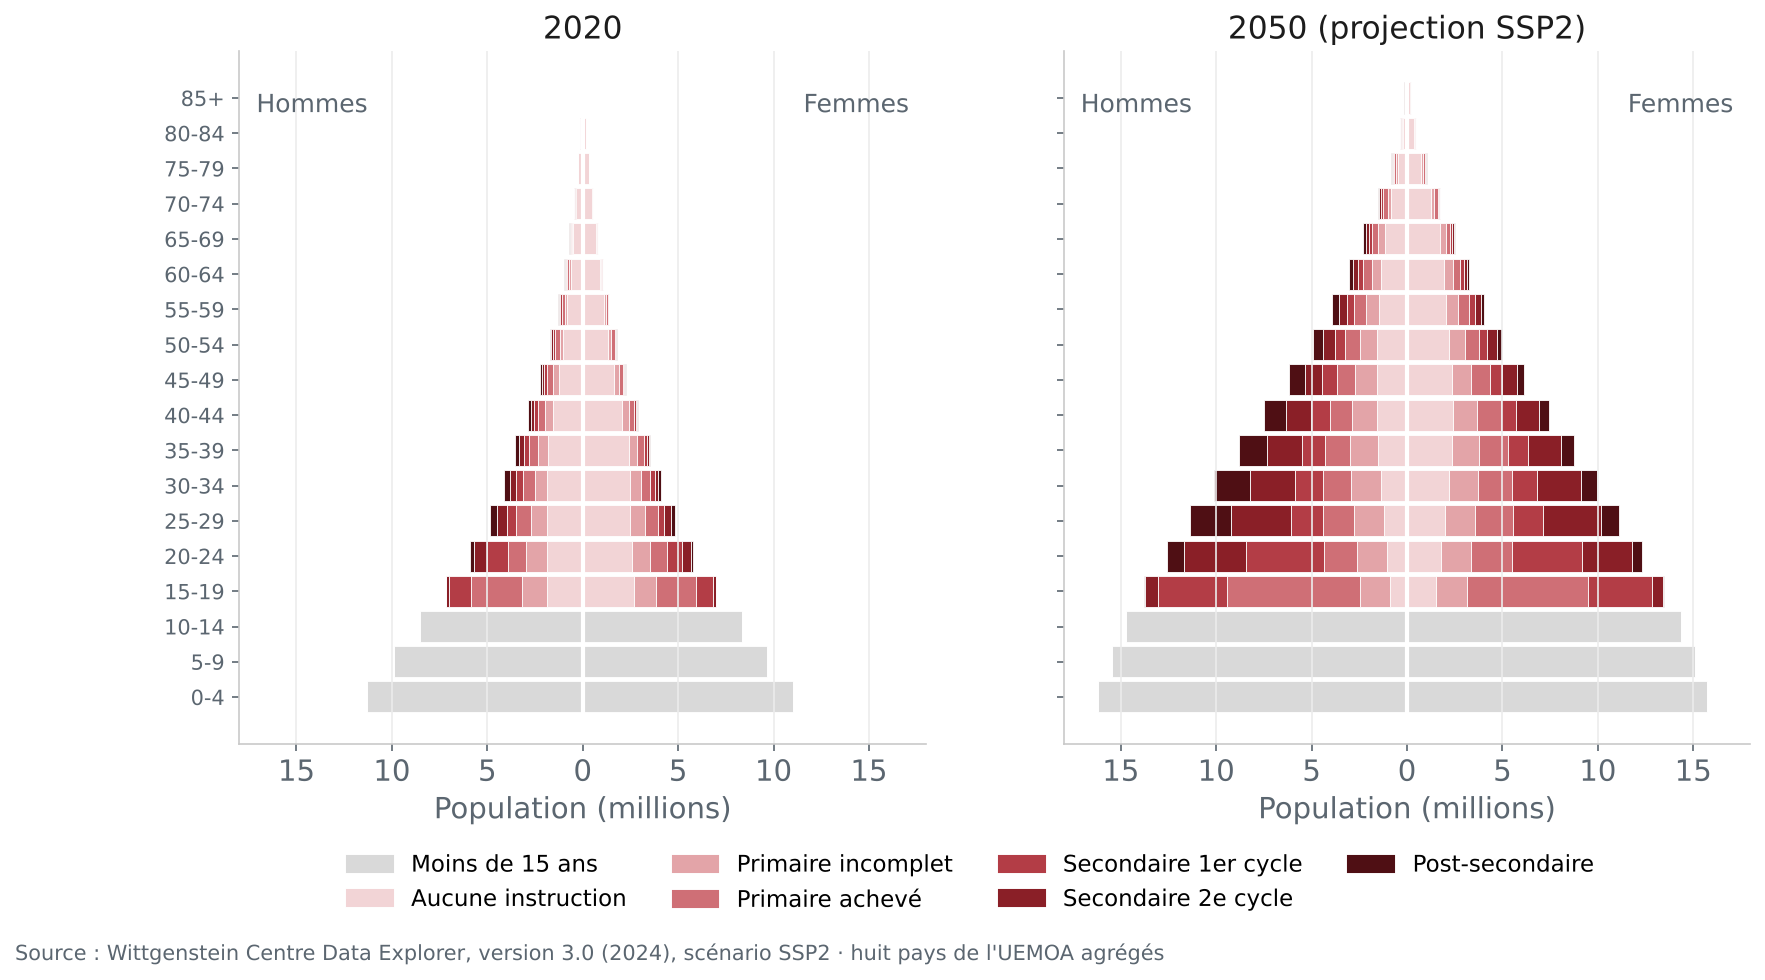 2020
2050 (projection SSP2)
Hommes
Femmes
Hommes
Femmes
85+
80-84
75-79
70-74
65-69
60-64
55-59
50-54
45-49
40-44
35-39
30-34
25-29
20-24
15-19
10-14
5-9
0-4
15 10 5 0 5 10 15
15 10 5 0 5 10 15
Population (millions)
Population (millions)
Moins de 15 ans
Aucune instruction
Primaire incomplet
Primaire achevé
Secondaire 1er cycle
Secondaire 2e cycle
Post-secondaire
Source : Wittgenstein Centre Data Explorer, version 3.0 (2024), scénario SSP2 · huit pays de l'UEMOA agrégés